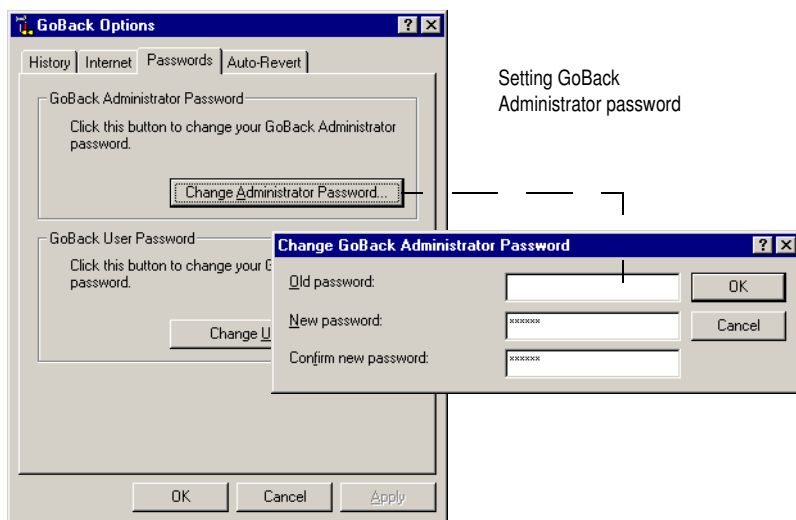 GoBack Options
History Internet Passwords Auto-Revert
GoBack Administrator Password
Click this button to change your GoBack Administrator
password.
Change Administrator Password...
GoBack User Password
Click this button to change your G
password.
Change U
OK Cancel Apply
Setting GoBack
Administrator password
Change GoBack Administrator Password
Old password:
OK
New password: xxxxxx
Cancel
Confirm new password: xxxxxx